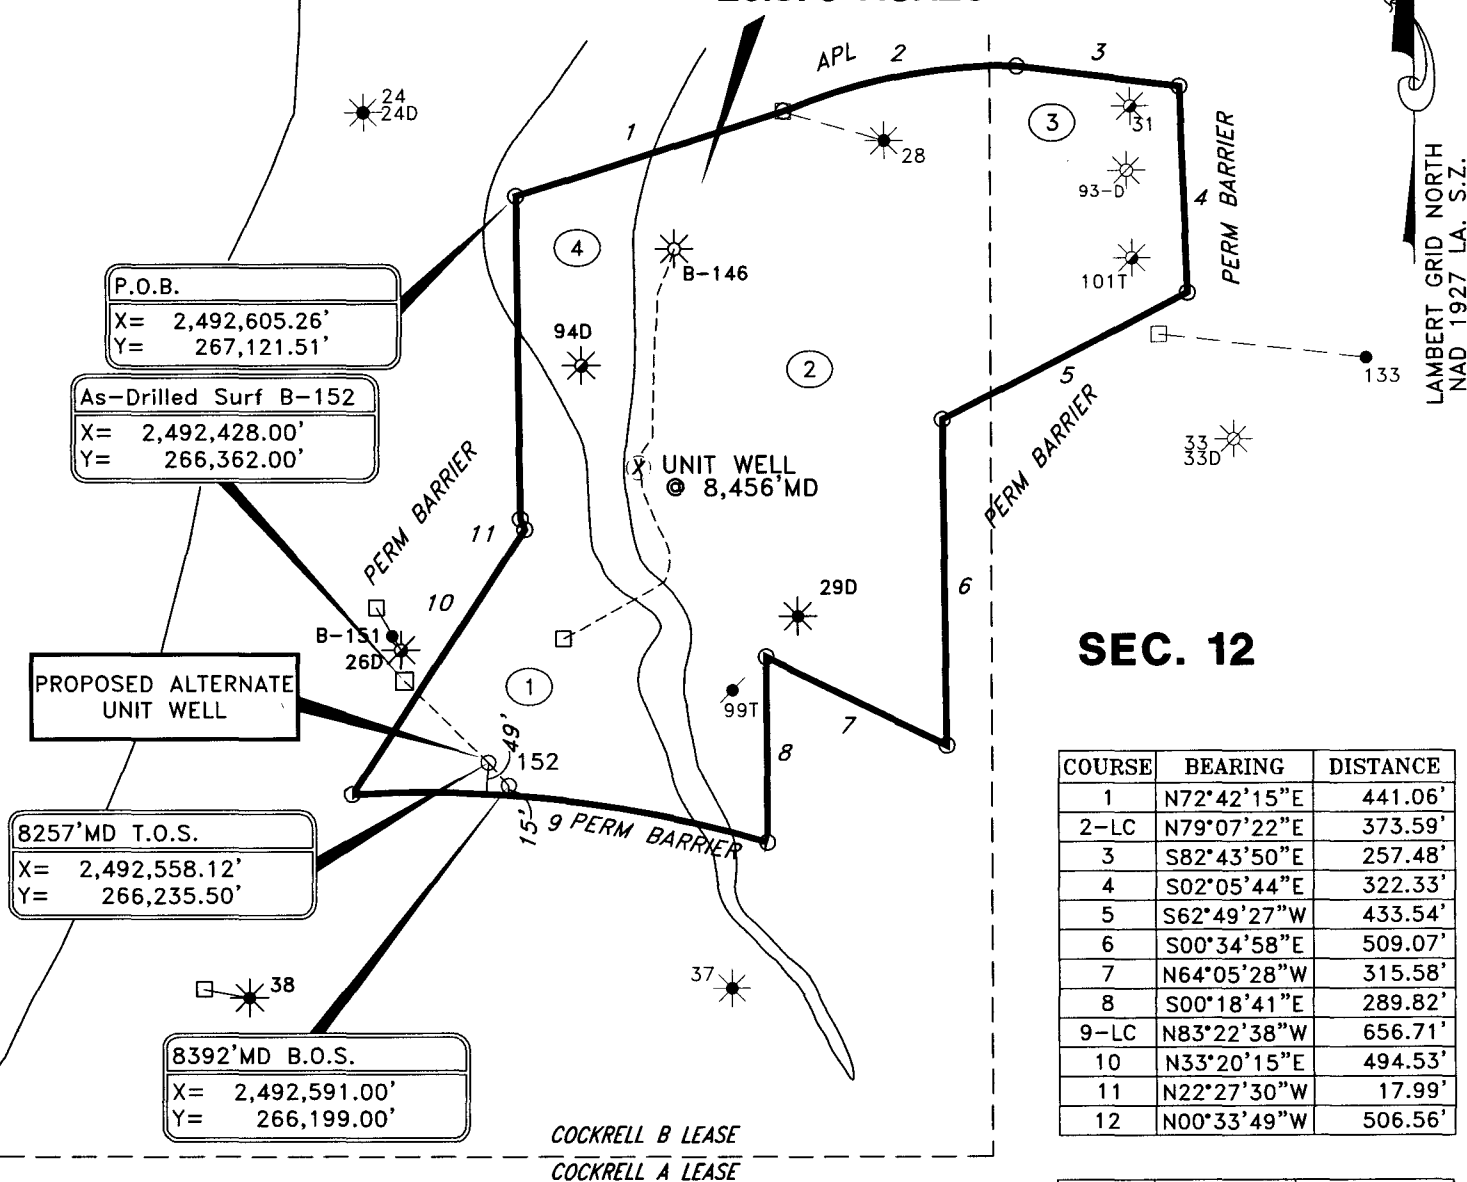 APL
2
3
1
24
24D
28
3
31
93-D
101T
4
PERM BARRIER
LAMBERT GRID NORTH
NAD 1927 LA. S.Z.
4
B-146
94D
2
5
133
PERM BARRIER
33
33D
P.O.B.
X= 2,492,605.26'
Y= 267,121.51'
As-Drilled Surf B-152
X= 2,492,428.00'
Y= 266,362.00'
PERM BARRIER
11
10
UNIT WELL
@ 8,456'MD
X
29D
6
SEC. 12
B-151
26D
1
99T
7
8
PROPOSED ALTERNATE
UNIT WELL
49'
152
15'
9 PERM BARRIER
8257'MD T.O.S.
X= 2,492,558.12'
Y= 266,235.50'
38
37
8392'MD B.O.S.
X= 2,492,591.00'
Y= 266,199.00'
COCKRELL B LEASE
COCKRELL A LEASE
COURSE BEARING DISTANCE
1 N72°42'15"E 441.06'
2-LC N79°07'22"E 373.59'
3 S82°43'50"E 257.48'
4 S02°05'44"E 322.33'
5 S62°49'27"W 433.54'
6 S00°34'58"E 509.07'
7 N64°05'28"W 315.58'
8 S00°18'41"E 289.82'
9-LC N83°22'38"W 656.71'
10 N33°20'15"E 494.53'
11 N22°27'30"W 17.99'
12 N00°33'49"W 506.56'